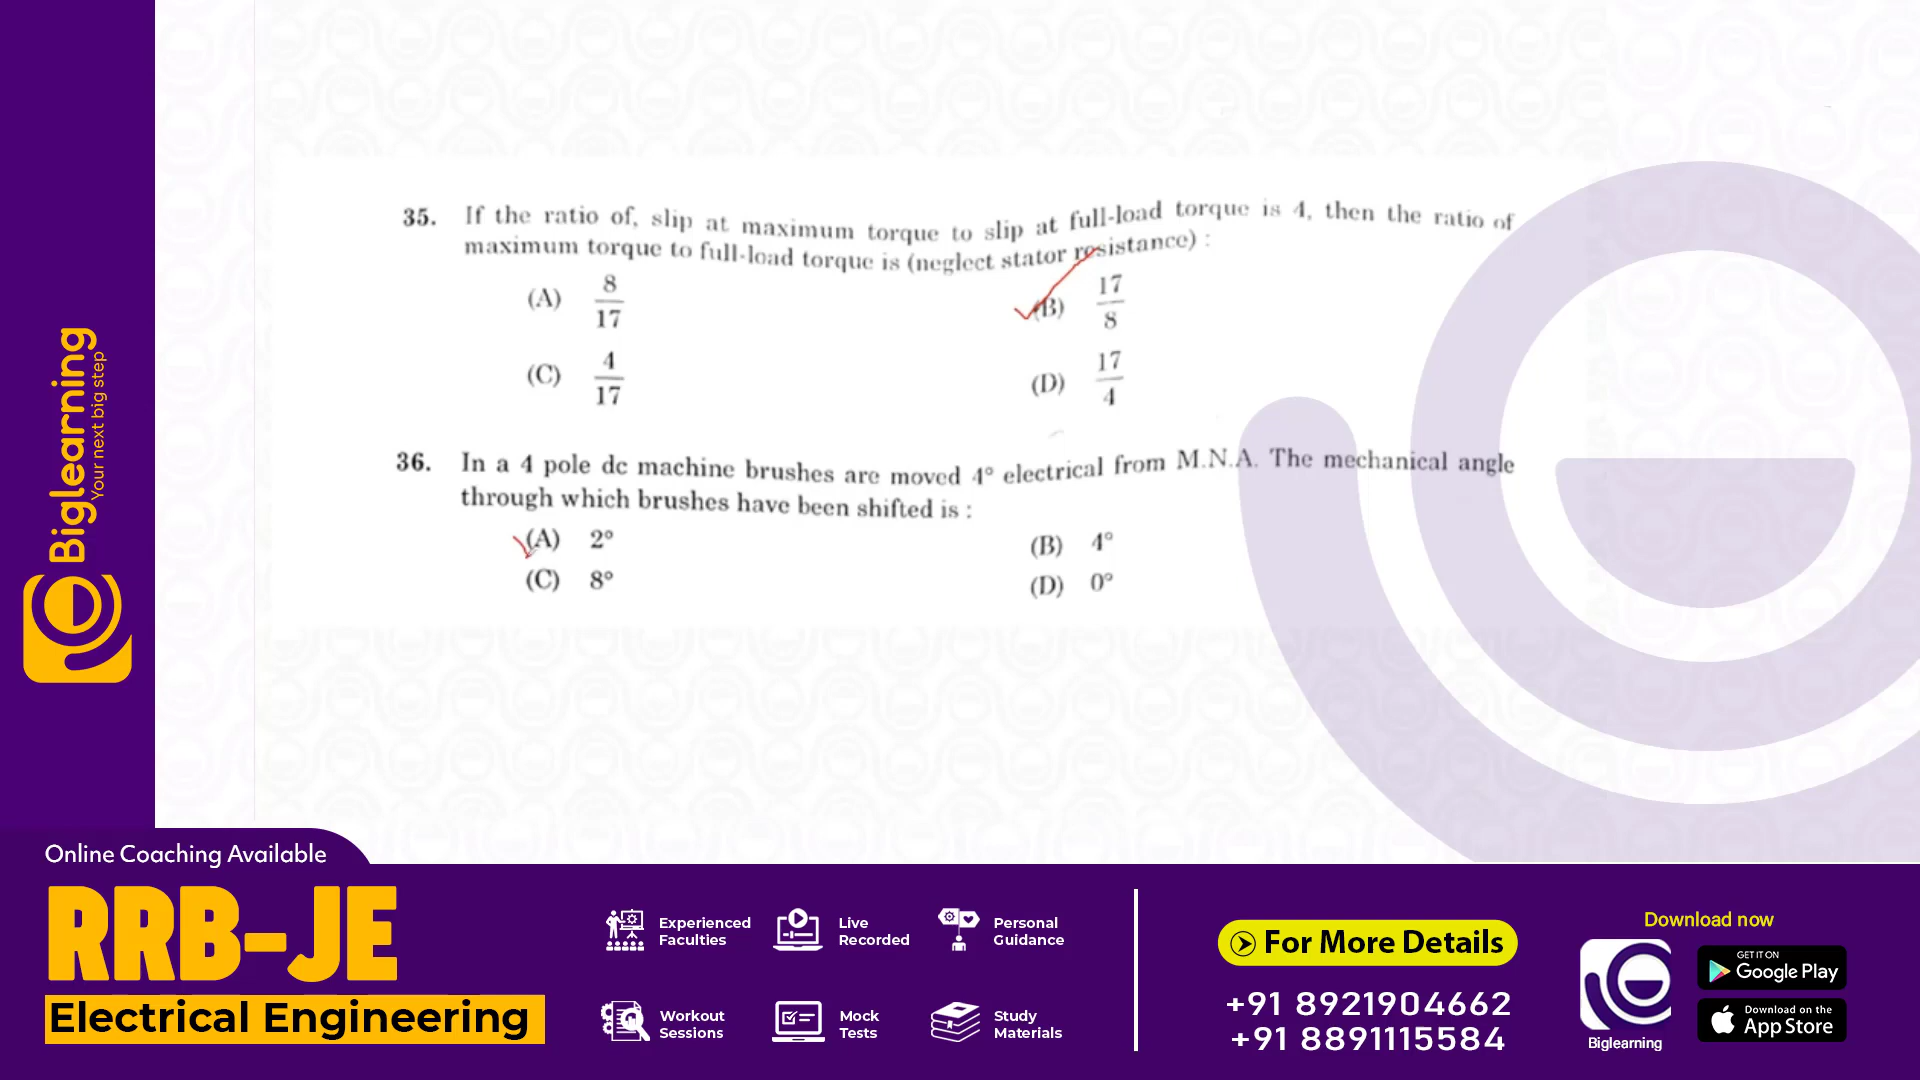 Biglearning
Your next big step
35. If the ratio of, slip at maximum torque to slip at full-load torque is 4, then the ratio of
maximum torque to full-load torque is (neglect stator resistance) :
(A) 8/17
(B) 17/8
(C) 4/17
(D) 17/4
36. In a 4 pole dc machine brushes are moved 4° electrical from M.N.A. The mechanical angle
through which brushes have been shifted is :
(A) 2°
(B) 4°
(C) 8°
(D) 0°
Online Coaching Available
RRB-JE
Electrical Engineering
Experienced
Faculties
Live
Recorded
Personal
Guidance
Workout
Sessions
Mock
Tests
Study
Materials
For More Details
+91 8921904662
+91 8891115584
Download now
Biglearning
GET IT ON
Google Play
Download on the
App Store